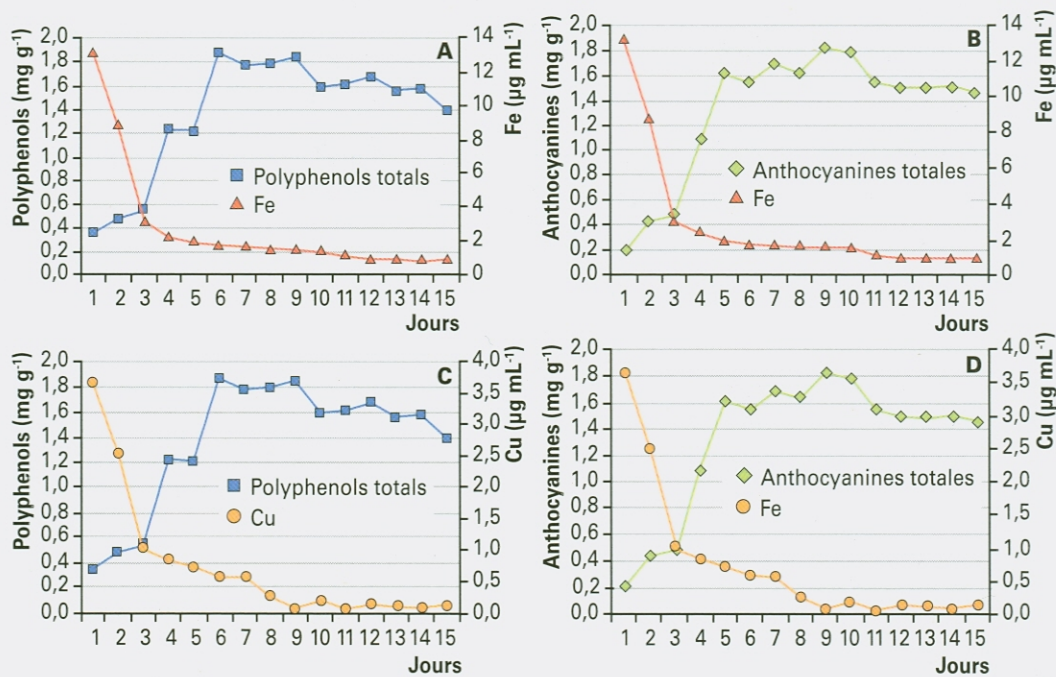 A
Polyphenols (mg g-1)
2,0
1,8
1,6
1,4
1,2
1,0
0,8
0,6
0,4
0,2
0,0
Fe (µg mL-1)
14
12
10
8
6
4
2
0
Polyphenols totals
Fe
1 2 3 4 5 6 7 8 9 10 11 12 13 14 15
Jours
B
Anthocyanines (mg g-1)
2,0
1,8
1,6
1,4
1,2
1,0
0,8
0,6
0,4
0,2
0,0
Fe (µg mL-1)
14
12
10
8
6
4
2
0
Anthocyanines totales
Fe
1 2 3 4 5 6 7 8 9 10 11 12 13 14 15
Jours
C
Polyphenols (mg g-1)
2,0
1,8
1,6
1,4
1,2
1,0
0,8
0,6
0,4
0,2
0,0
Cu (µg mL-1)
4,0
3,5
3,0
2,5
2,0
1,5
1,0
0,5
0,0
Polyphenols totals
Cu
1 2 3 4 5 6 7 8 9 10 11 12 13 14 15
Jours
D
Anthocyanines (mg g-1)
2,0
1,8
1,6
1,4
1,2
1,0
0,8
0,6
0,4
0,2
0,0
Cu (µg mL-1)
4,0
3,5
3,0
2,5
2,0
1,5
1,0
0,5
0,0
Anthocyanines totales
Fe
1 2 3 4 5 6 7 8 9 10 11 12 13 14 15
Jours